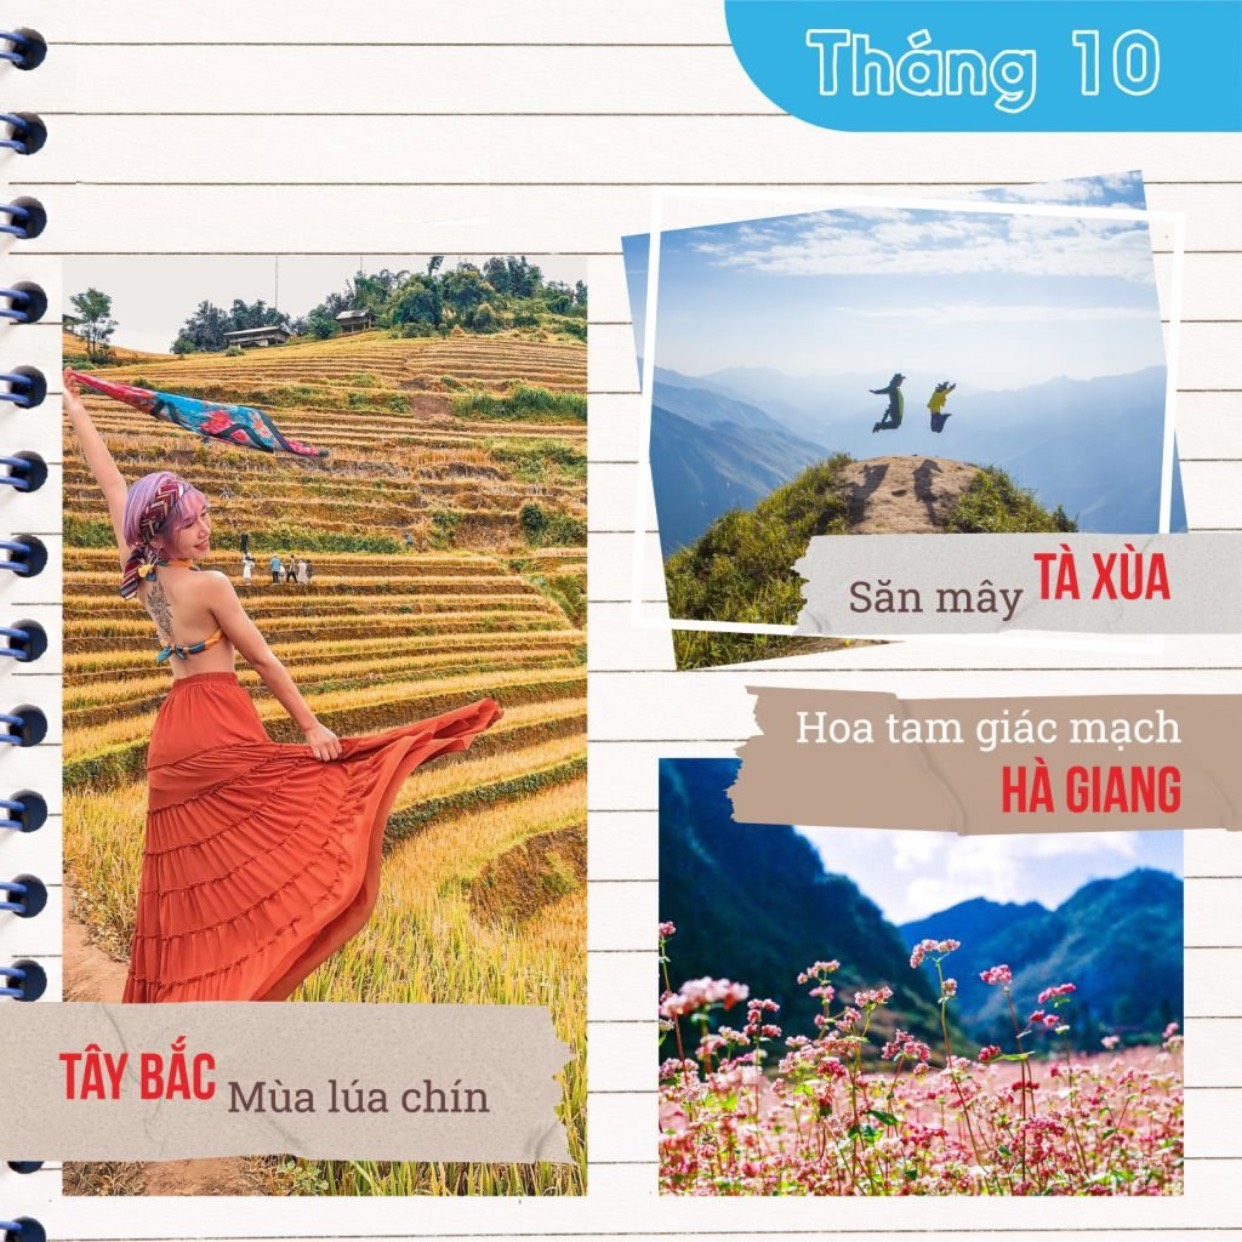 Tháng 10
Săn mây TÀ XÙA
Hoa tam giác mạch
HÀ GIANG
TÂY BẮC Mùa lúa chín